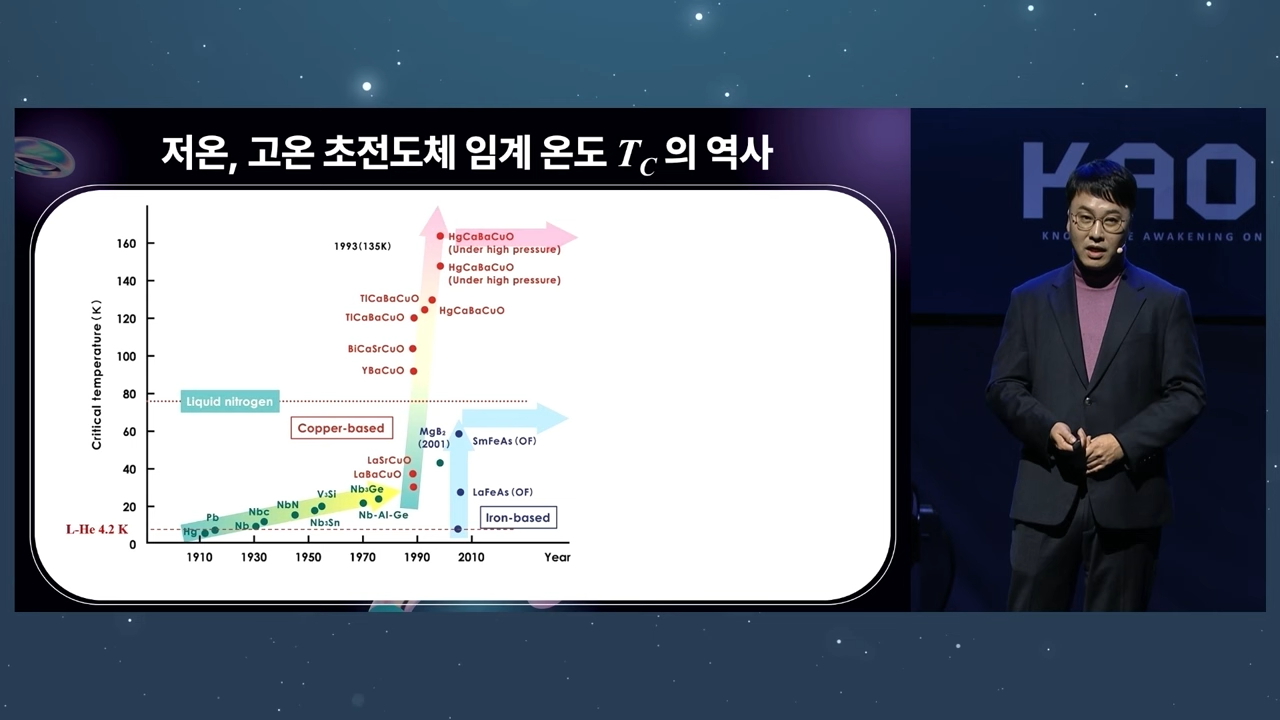 저온, 고온 초전도체 임계 온도 T_C 의 역사
KAO
KNO E AWAKENING ON
Critical temperature (K)
160
140
120
100
80
60
40
20
0
1993(135K)
HgCaBaCuO
(Under high pressure)
HgCaBaCuO
(Under high pressure)
TlCaBaCuO
HgCaBaCuO
TlCaBaCuO
BiCaSrCuO
YBaCuO
Liquid nitrogen
Copper-based
MgB₂
(2001)
SmFeAs (OF)
LaSrCuO
LaBaCuO
Nb₃Ge
V₃Si
LaFeAs (OF)
NbN
Nbc
Pb
Nb-Al-Ge
Iron-based
Nb₃Sn
Nb
Hg
L-He 4.2 K
1910
1930
1950
1970
1990
2010
Year